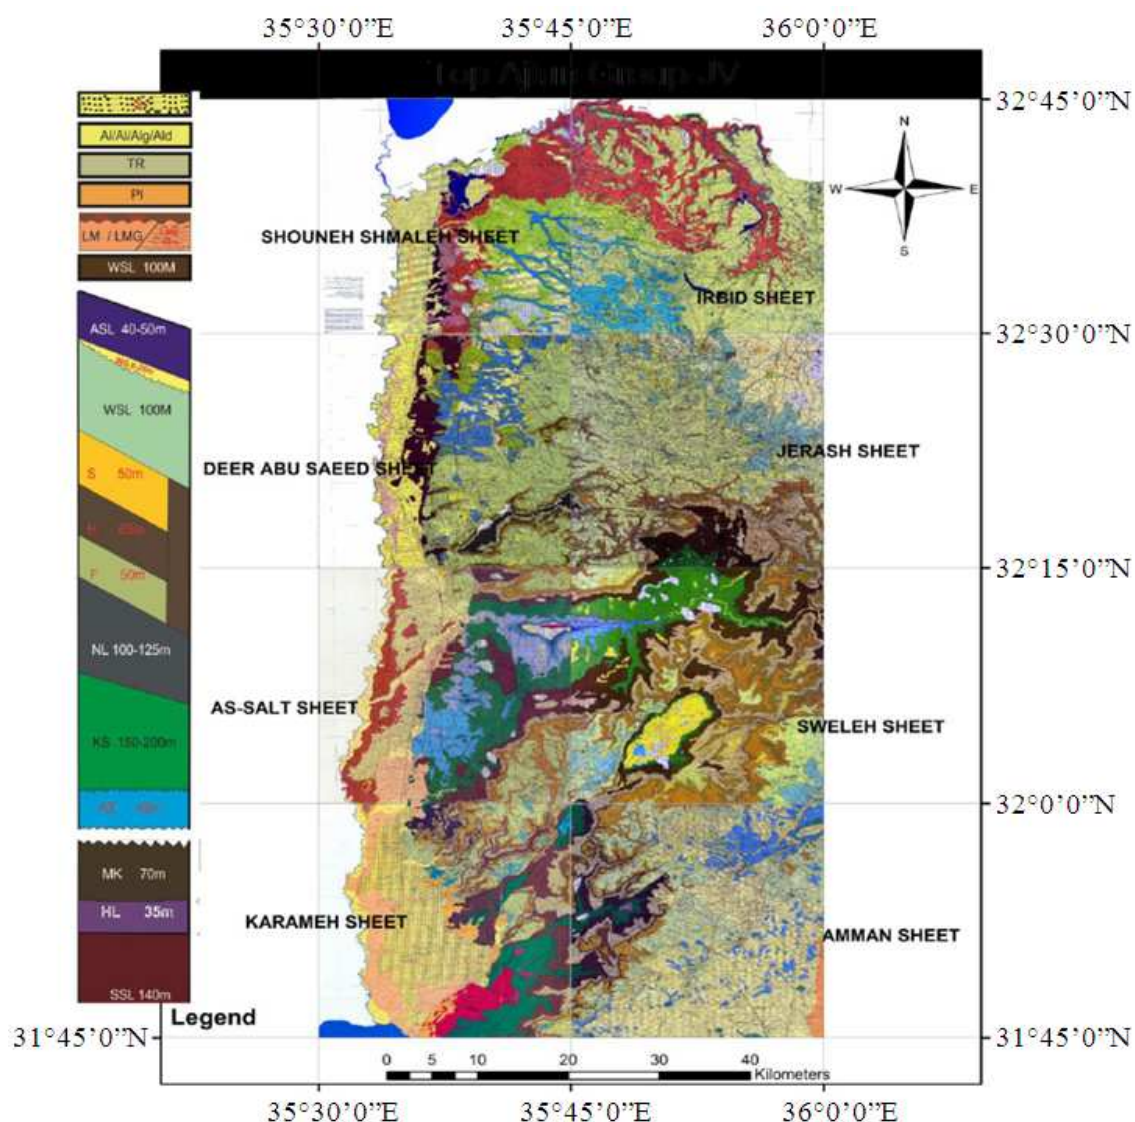 35°30’0”E 35°45’0”E 36°0’0”E
Top Ajlun Group JV
32°45’0”N
Al/Al/Alg/Ald
TR
Pl
LM / LMG
WSL 100M
N
W E
S
SHOUNEH SHMALEH SHEET
IRBID SHEET
ASL 40-50m
WSL 100M
32°30’0”N
S 50m
DEER ABU SAEED SHEET
JERASH SHEET
F 50m
32°15’0”N
NL 100-125m
AS-SALT SHEET
SWELEH SHEET
KS 150-200m
32°0’0”N
MK 70m
HL 35m
KARAMEH SHEET
AMMAN SHEET
SSL 140m
Legend
31°45’0”N 31°45’0”N
0 5 10 20 30 40
Kilometers
35°30’0”E 35°45’0”E 36°0’0”E